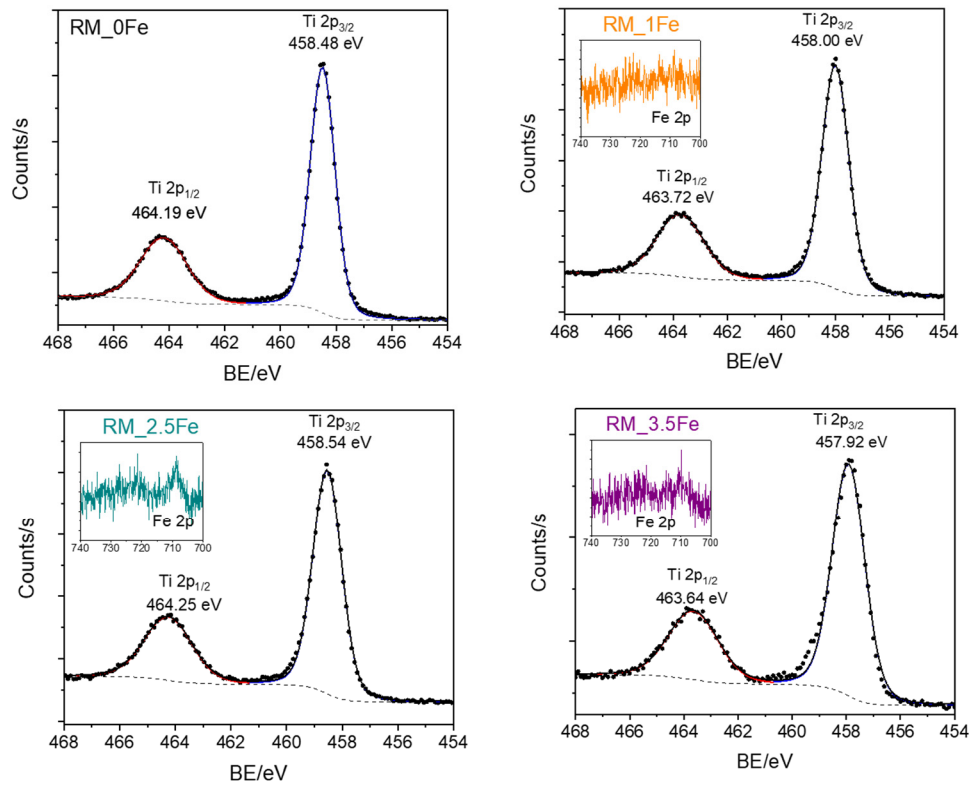 RM_0Fe
Ti 2p3/2
458.48 eV
Ti 2p1/2
464.19 eV
Counts/s
468 466 464 462 460 458 456 454
BE/eV
RM_1Fe
Ti 2p3/2
458.00 eV
Fe 2p
740 730 720 710 700
Ti 2p1/2
463.72 eV
Counts/s
468 466 464 462 460 458 456 454
BE/eV
RM_2.5Fe
Ti 2p3/2
458.54 eV
Fe 2p
740 730 720 710 700
Ti 2p1/2
464.25 eV
Counts/s
468 466 464 462 460 458 456 454
BE/eV
RM_3.5Fe
Ti 2p3/2
457.92 eV
Fe 2p
740 730 720 710 700
Ti 2p1/2
463.64 eV
Counts/s
468 466 464 462 460 458 456 454
BE/eV